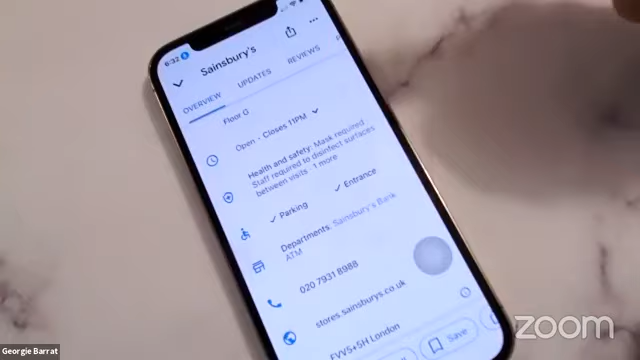 6:32
Sainsbury's
OVERVIEW UPDATES REVIEWS
Floor G
Open - Closes 11PM
Health and safety: Mask required ·
Staff required to disinfect surfaces
between visits · 1 more
Parking Entrance
Departments: Sainsbury's Bank
ATM
020 7931 8988
stores.sainsburys.co.uk
FVV5+5H London
Save
Georgie Barrat
zoom